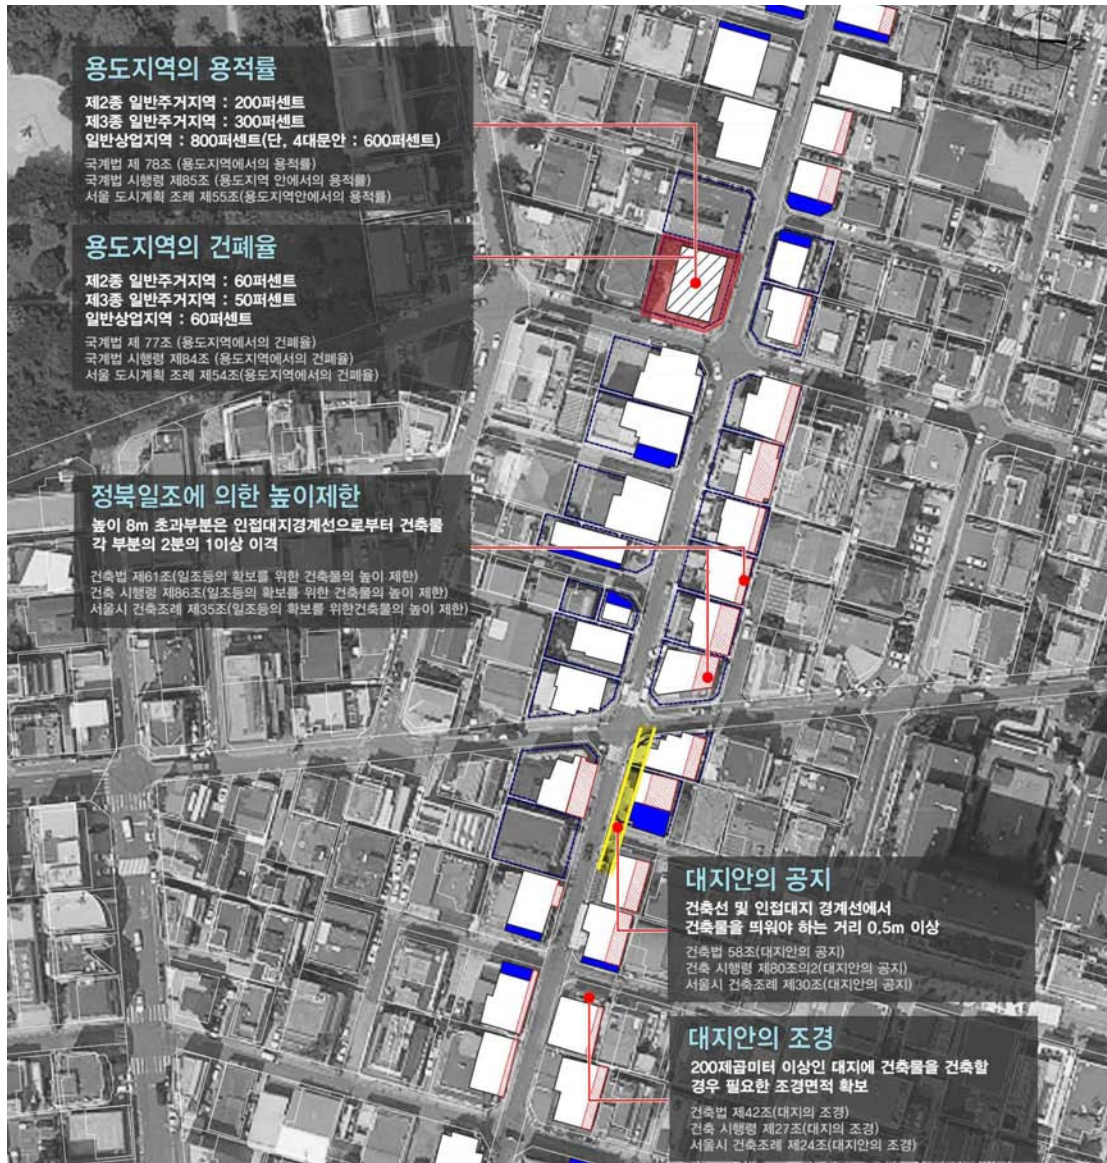 용도지역의 용적률
제2종 일반주거지역 : 200퍼센트
제3종 일반주거지역 : 300퍼센트
일반상업지역 : 800퍼센트(단, 4대문안 : 600퍼센트)
국계법 제 78조 (용도지역에서의 용적률)
국계법 시행령 제85조 (용도지역 안에서의 용적률)
서울 도시계획 조례 제55조(용도지역안에서의 용적률)
용도지역의 건폐율
제2종 일반주거지역 : 60퍼센트
제3종 일반주거지역 : 50퍼센트
일반상업지역 : 60퍼센트
국계법 제 77조 (용도지역에서의 건폐율)
국계법 시행령 제84조 (용도지역에서의 건폐율)
서울 도시계획 조례 제54조(용도지역에서의 건폐율)
정북일조에 의한 높이제한
높이 8m 초과부분은 인접대지경계선으로부터 건축물
각 부분의 2분의 1이상 이격
건축법 제61조(일조등의 확보를 위한 건축물의 높이 제한)
건축 시행령 제86조(일조등의 확보를 위한 건축물의 높이 제한)
서울시 건축조례 제35조(일조등의 확보를 위한건축물의 높이 제한)
대지안의 공지
건축선 및 인접대지 경계선에서
건축물을 띄워야 하는 거리 0.5m 이상
건축법 58조(대지안의 공지)
건축 시행령 제80조의2(대지안의 공지)
서울시 건축조례 제30조(대지안의 공지)
대지안의 조경
200제곱미터 이상인 대지에 건축물을 건축할
경우 필요한 조경면적 확보
건축법 제42조(대지의 조경)
건축 시행령 제27조(대지의 조경)
서울시 건축조례 제24조(대지안의 조경)